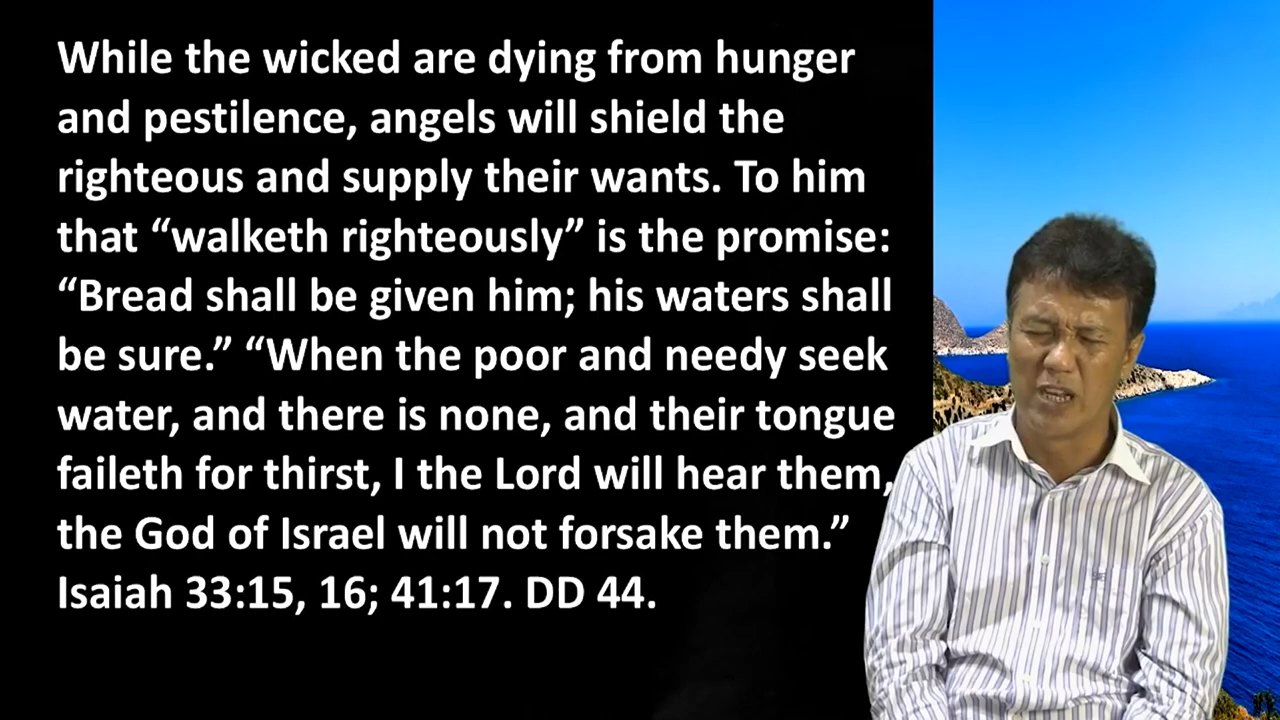 While the wicked are dying from hunger
and pestilence, angels will shield the
righteous and supply their wants. To him
that “walketh righteously” is the promise:
“Bread shall be given him; his waters shall
be sure.” “When the poor and needy seek
water, and there is none, and their tongue
faileth for thirst, I the Lord will hear them,
the God of Israel will not forsake them.”
Isaiah 33:15, 16; 41:17. DD 44.